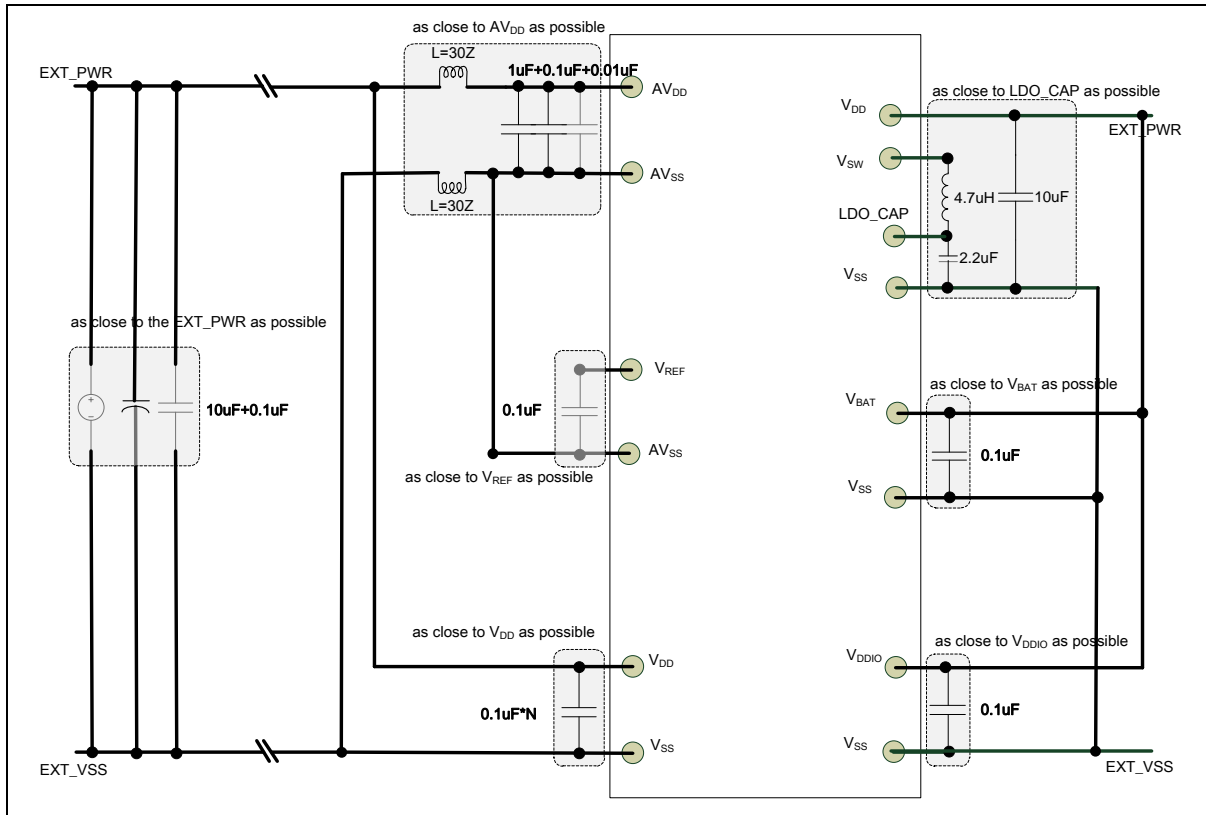 as close to AVDD as possible
L=30Z
EXT_PWR
1uF+0.1uF+0.01uF
AVDD
AVSS
L=30Z
as close to the EXT_PWR as possible
+
−
10uF+0.1uF
VREF
0.1uF
AVSS
as close to VREF as possible
as close to VDD as possible
VDD
0.1uF*N
VSS
EXT_VSS
as close to LDO_CAP as possible
VDD
EXT_PWR
VSW
4.7uH
10uF
LDO_CAP
2.2uF
VSS
as close to VBAT as possible
VBAT
0.1uF
VSS
as close to VDDIO as possible
VDDIO
0.1uF
VSS
EXT_VSS